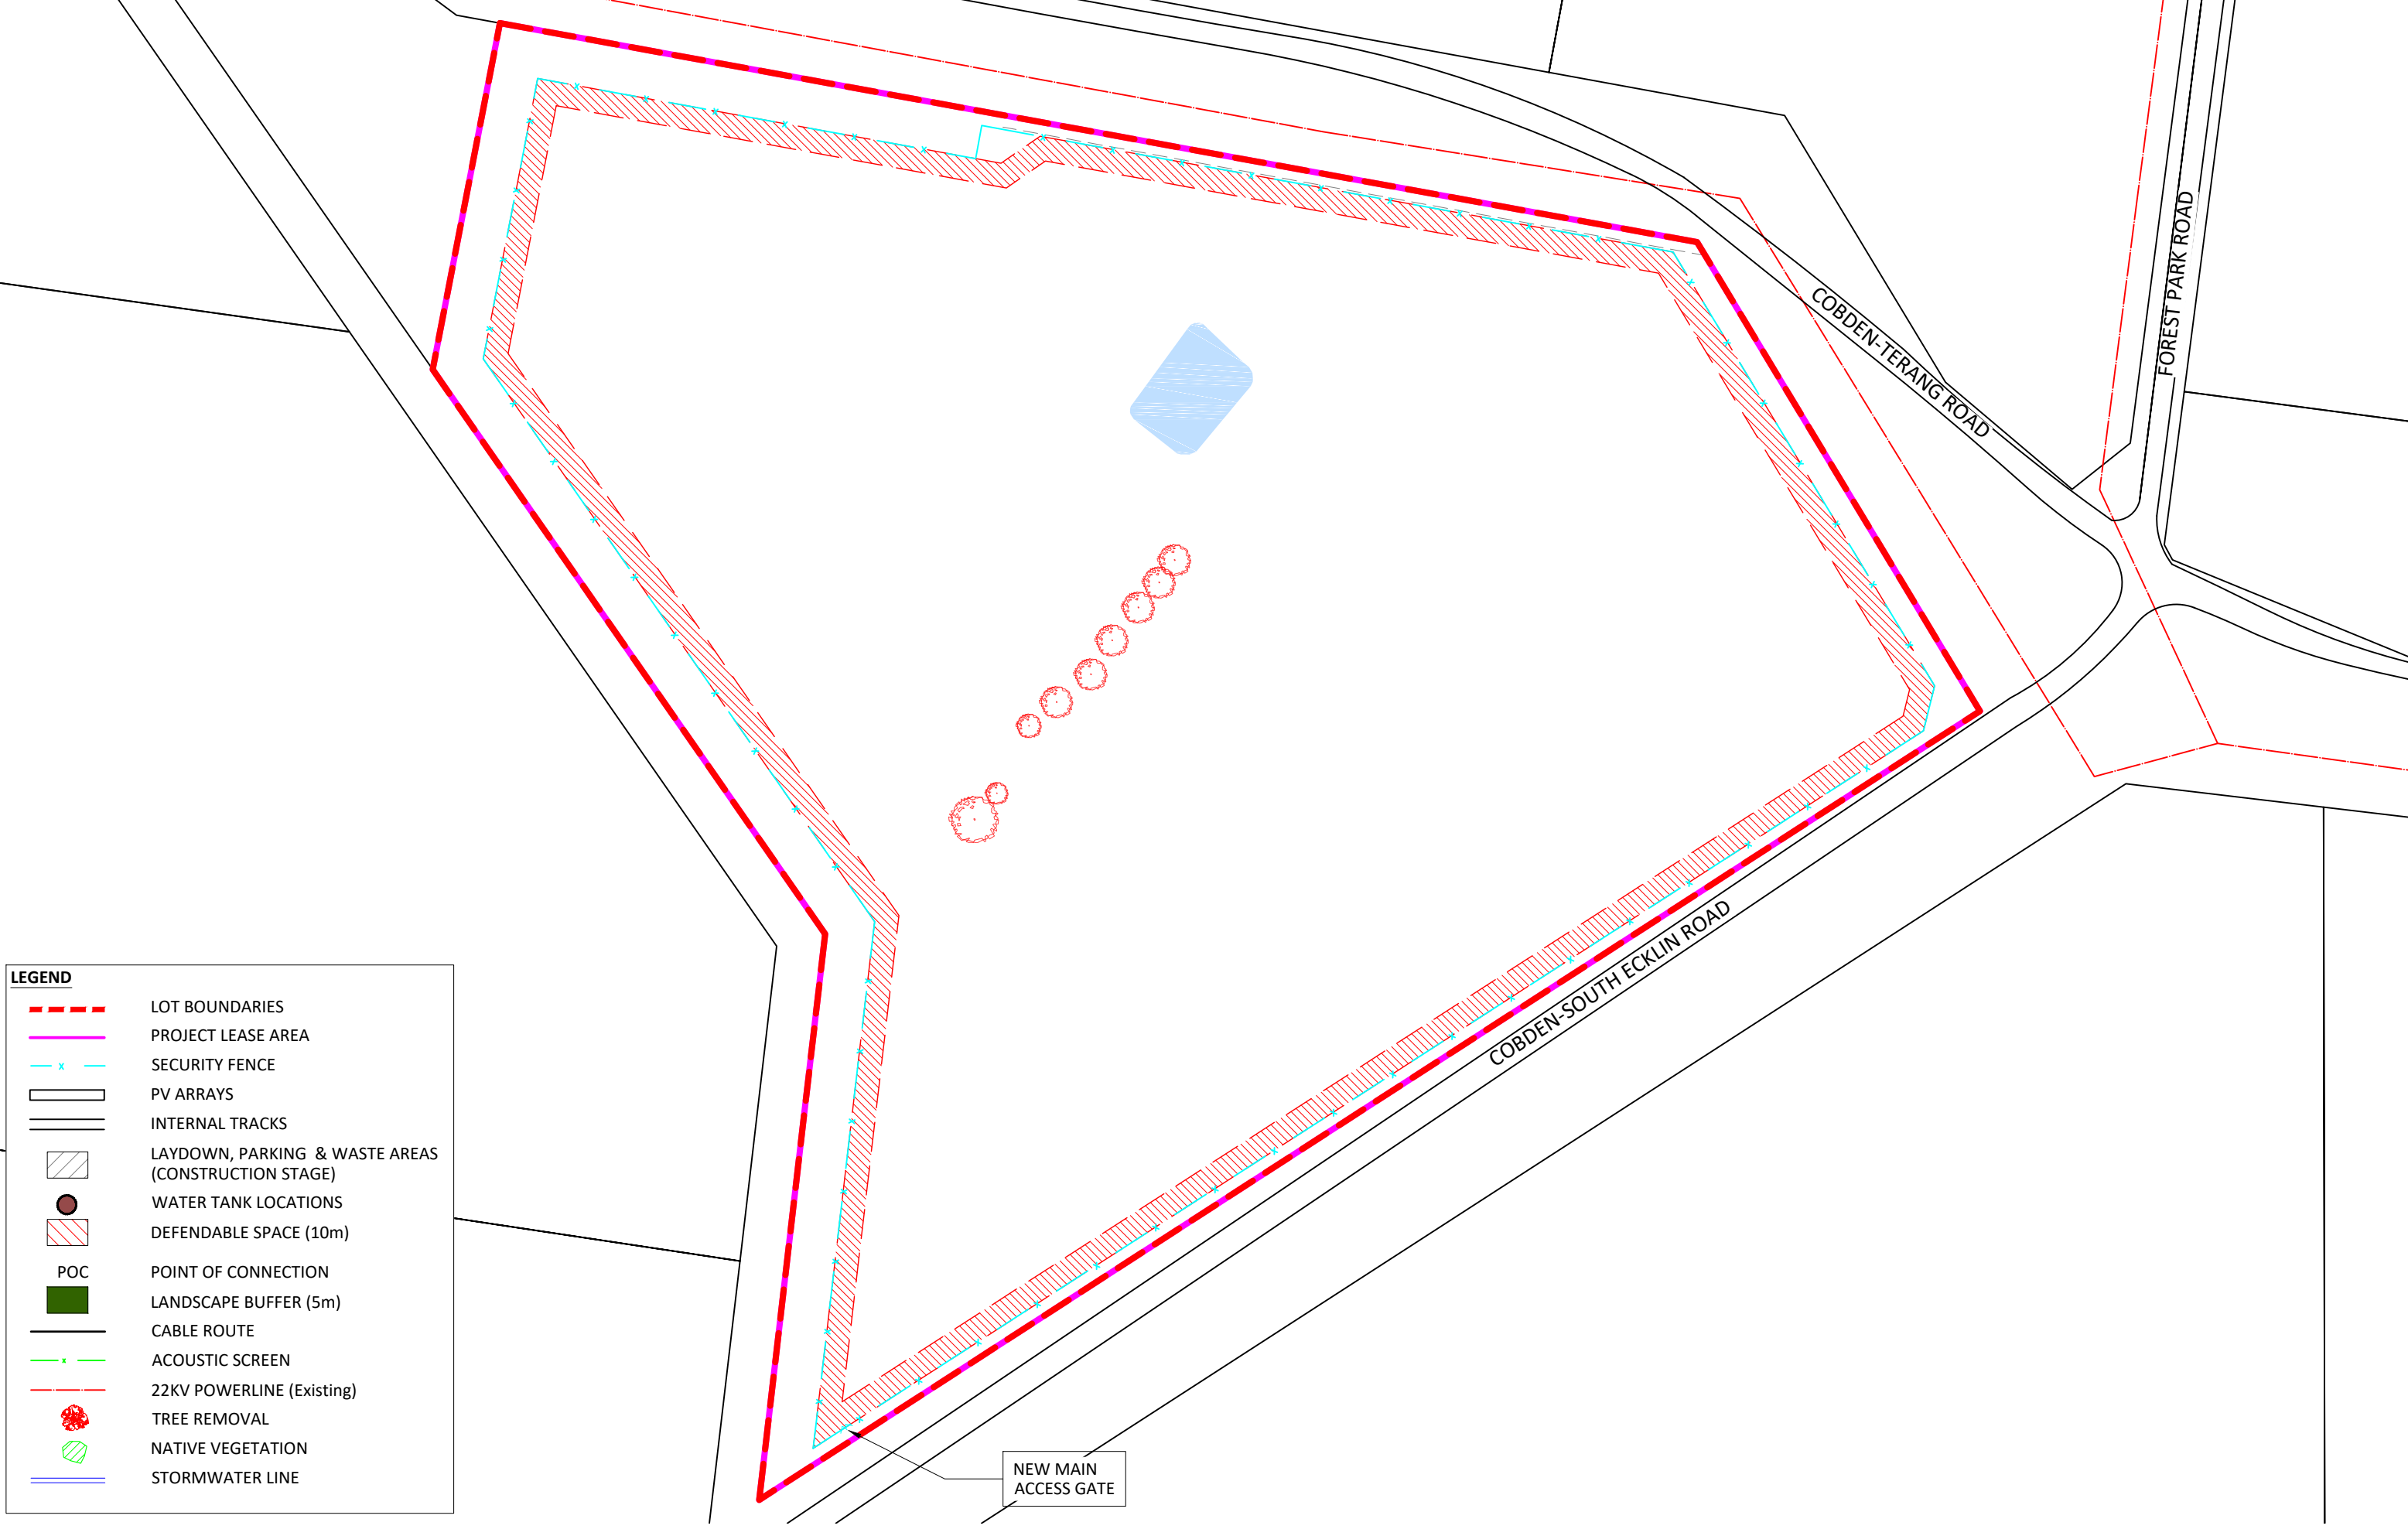 FOREST PARK ROAD
COBDEN-TERANG ROAD
COBDEN-SOUTH ECKLIN ROAD
LEGEND
LOT BOUNDARIES
PROJECT LEASE AREA
x SECURITY FENCE
PV ARRAYS
INTERNAL TRACKS
LAYDOWN, PARKING & WASTE AREAS
(CONSTRUCTION STAGE)
WATER TANK LOCATIONS
DEFENDABLE SPACE (10m)
POC POINT OF CONNECTION
LANDSCAPE BUFFER (5m)
CABLE ROUTE
x ACOUSTIC SCREEN
22KV POWERLINE (Existing)
TREE REMOVAL
NATIVE VEGETATION
STORMWATER LINE
NEW MAIN
ACCESS GATE